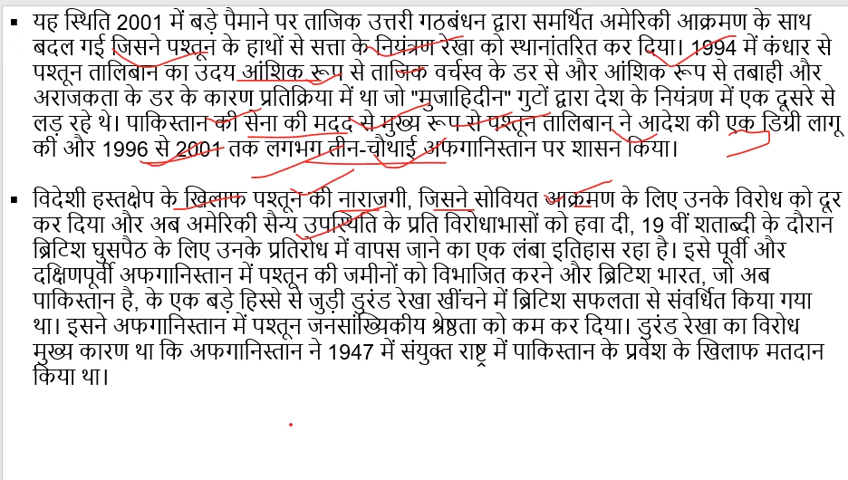 ▪ यह स्थिति 2001 में बड़े पैमाने पर ताजिक उत्तरी गठबंधन द्वारा समर्थित अमेरिकी आक्रमण के साथ
बदल गई जिसने पश्तून के हाथों से सत्ता के नियंत्रण रेखा को स्थानांतरित कर दिया। 1994 में कंधार से
पश्तून तालिबान का उदय आंशिक रूप से ताजिक वर्चस्व के डर से और आंशिक रूप से तबाही और
अराजकता के डर के कारण प्रतिक्रिया में था जो "मुजाहिदीन" गुटों द्वारा देश के नियंत्रण में एक दूसरे से
लड़ रहे थे। पाकिस्तान की सेना की मदद से मुख्य रूप से पश्तून तालिबान ने आदेश की एक डिग्री लागू
की और 1996 से 2001 तक लगभग तीन-चौथाई अफगानिस्तान पर शासन किया।
▪ विदेशी हस्तक्षेप के खिलाफ पश्तून की नाराजगी, जिसने सोवियत आक्रमण के लिए उनके विरोध को दूर
कर दिया और अब अमेरिकी सैन्य उपस्थिति के प्रति विरोधाभासों को हवा दी, 19 वीं शताब्दी के दौरान
ब्रिटिश घुसपैठ के लिए उनके प्रतिरोध में वापस जाने का एक लंबा इतिहास रहा है। इसे पूर्वी और
दक्षिणपूर्वी अफगानिस्तान में पश्तून की जमीनों को विभाजित करने और ब्रिटिश भारत, जो अब
पाकिस्तान है, के एक बड़े हिस्से से जुड़ी डुरंड रेखा खींचने में ब्रिटिश सफलता से संवर्धित किया गया
था। इसने अफगानिस्तान में पश्तून जनसांख्यिकीय श्रेष्ठता को कम कर दिया। डुरंड रेखा का विरोध
मुख्य कारण था कि अफगानिस्तान ने 1947 में संयुक्त राष्ट्र में पाकिस्तान के प्रवेश के खिलाफ मतदान
किया था।